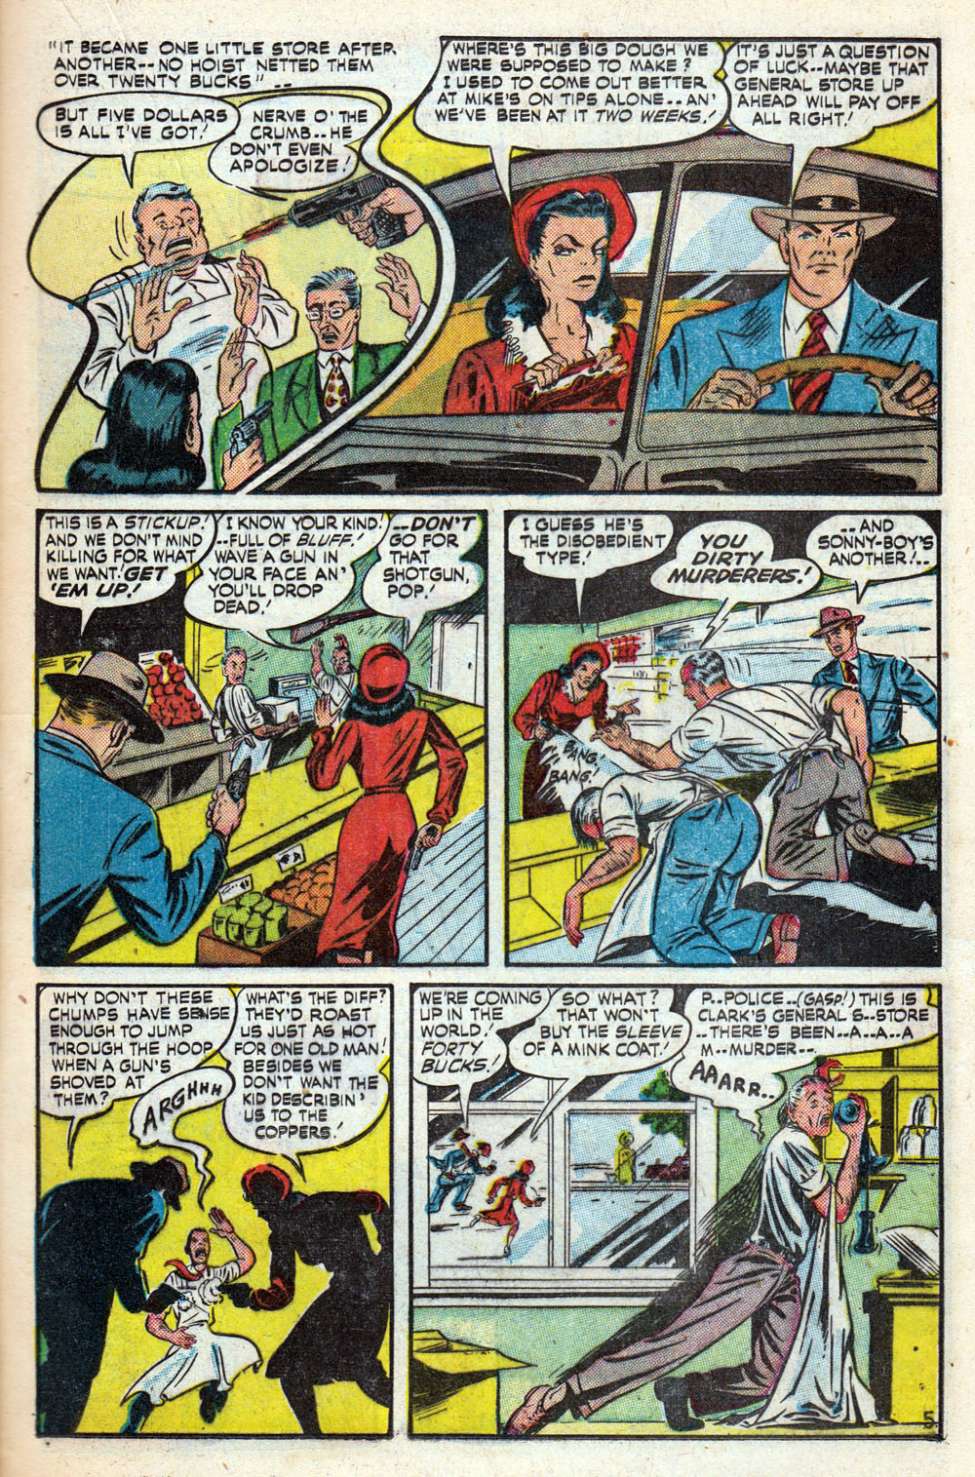 "IT BECAME ONE LITTLE STORE AFTER
ANOTHER--NO HOIST NETTED THEM
OVER TWENTY BUCKS"--
BUT FIVE DOLLARS
IS ALL I'VE GOT!
NERVE O' THE
CRUMB--HE
DON'T EVEN
APOLOGIZE!
WHERE'S THIS BIG DOUGH WE
WERE SUPPOSED TO MAKE?
I USED TO COME OUT BETTER
AT MIKE'S ON TIPS ALONE--AN'
WE'VE BEEN AT IT TWO WEEKS!
IT'S JUST A QUESTION
OF LUCK--MAYBE THAT
GENERAL STORE UP
AHEAD WILL PAY OFF
ALL RIGHT!
THIS IS A STICKUP!
AND WE DON'T MIND
KILLING FOR WHAT
WE WANT! GET
'EM UP!
I KNOW YOUR KIND!
--FULL OF BLUFF!
WAVE A GUN IN
YOUR FACE AN'
YOU'LL DROP
DEAD!
--DON'T
GO FOR
THAT
SHOTGUN,
POP!
I GUESS HE'S
THE DISOBEDIENT
TYPE!
YOU
DIRTY
MURDERERS!
--AND
SONNY-BOY'S
ANOTHER!--
BANG!
BANG!
WHY DON'T THESE
CHUMPS HAVE SENSE
ENOUGH TO JUMP
THROUGH THE HOOP
WHEN A GUN'S
SHOVED AT
THEM?
ARGHHH
WHAT'S THE DIFF?
THEY'D ROAST
US JUST AS HOT
FOR ONE OLD MAN!
BESIDES WE
DON'T WANT THE
KID DESCRIBIN'
US TO THE
COPPERS!
WE'RE COMING
UP IN THE
WORLD!
FORTY
BUCKS!
SO WHAT?
THAT WON'T
BUY THE SLEEVE
OF A MINK COAT!
P--POLICE--(GASP!) THIS IS
CLARK'S GENERAL S--STORE
--THERE'S BEEN--A--A--A
M--MURDER--
AAARR--
5